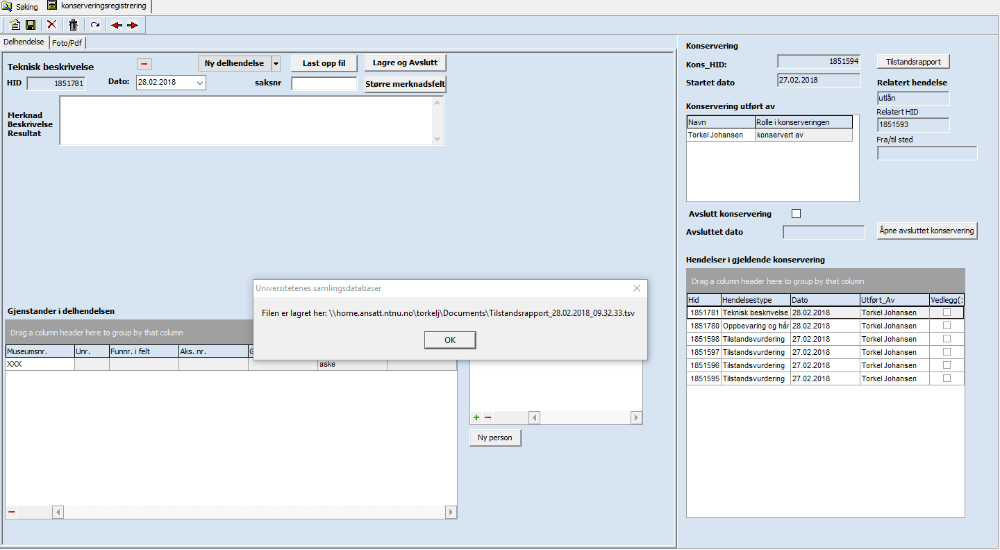 Søking
konserveringsregistrering
Delhendelse
Foto/Pdf
Teknisk beskrivelse
Ny delhendelse
Last opp fil
Lagre og Avslutt
HID
1851781
Dato:
28.02.2018
saksnr
Større merknadsfelt
Merknad
Beskrivelse
Resultat
Universitetenes samlingsdatabaser
Filen er lagret her: \\home.ansatt.ntnu.no\torkelj\Documents\Tilstandsrapport_28.02.2018_09.32.33.tsv
OK
Gjenstander i delhendelsen
Drag a column header here to group by that column
Museumsnr. Unr. Funnr. i felt Aks. nr. G
XXX aske
Ny person
Konservering
Kons_HID:
1851594
Tilstandsrapport
Startet dato
27.02.2018
Relatert hendelse
utlån
Relatert HID
1851593
Fra/til sted
Konservering utført av
Navn Rolle i konserveringen
Torkel Johansen konservert av
Avslutt konservering
Avsluttet dato
Åpne avsluttet konservering
Hendelser i gjeldende konservering
Drag a column header here to group by that column
Hid Hendelsestype Dato Utført_Av Vedlegg(:
1851781 Teknisk beskrivelse 28.02.2018 Torkel Johansen
1851780 Oppbevaring og hår 28.02.2018 Torkel Johansen
1851598 Tilstandsvurdering 27.02.2018 Torkel Johansen
1851597 Tilstandsvurdering 27.02.2018 Torkel Johansen
1851596 Tilstandsvurdering 27.02.2018 Torkel Johansen
1851595 Tilstandsvurdering 27.02.2018 Torkel Johansen